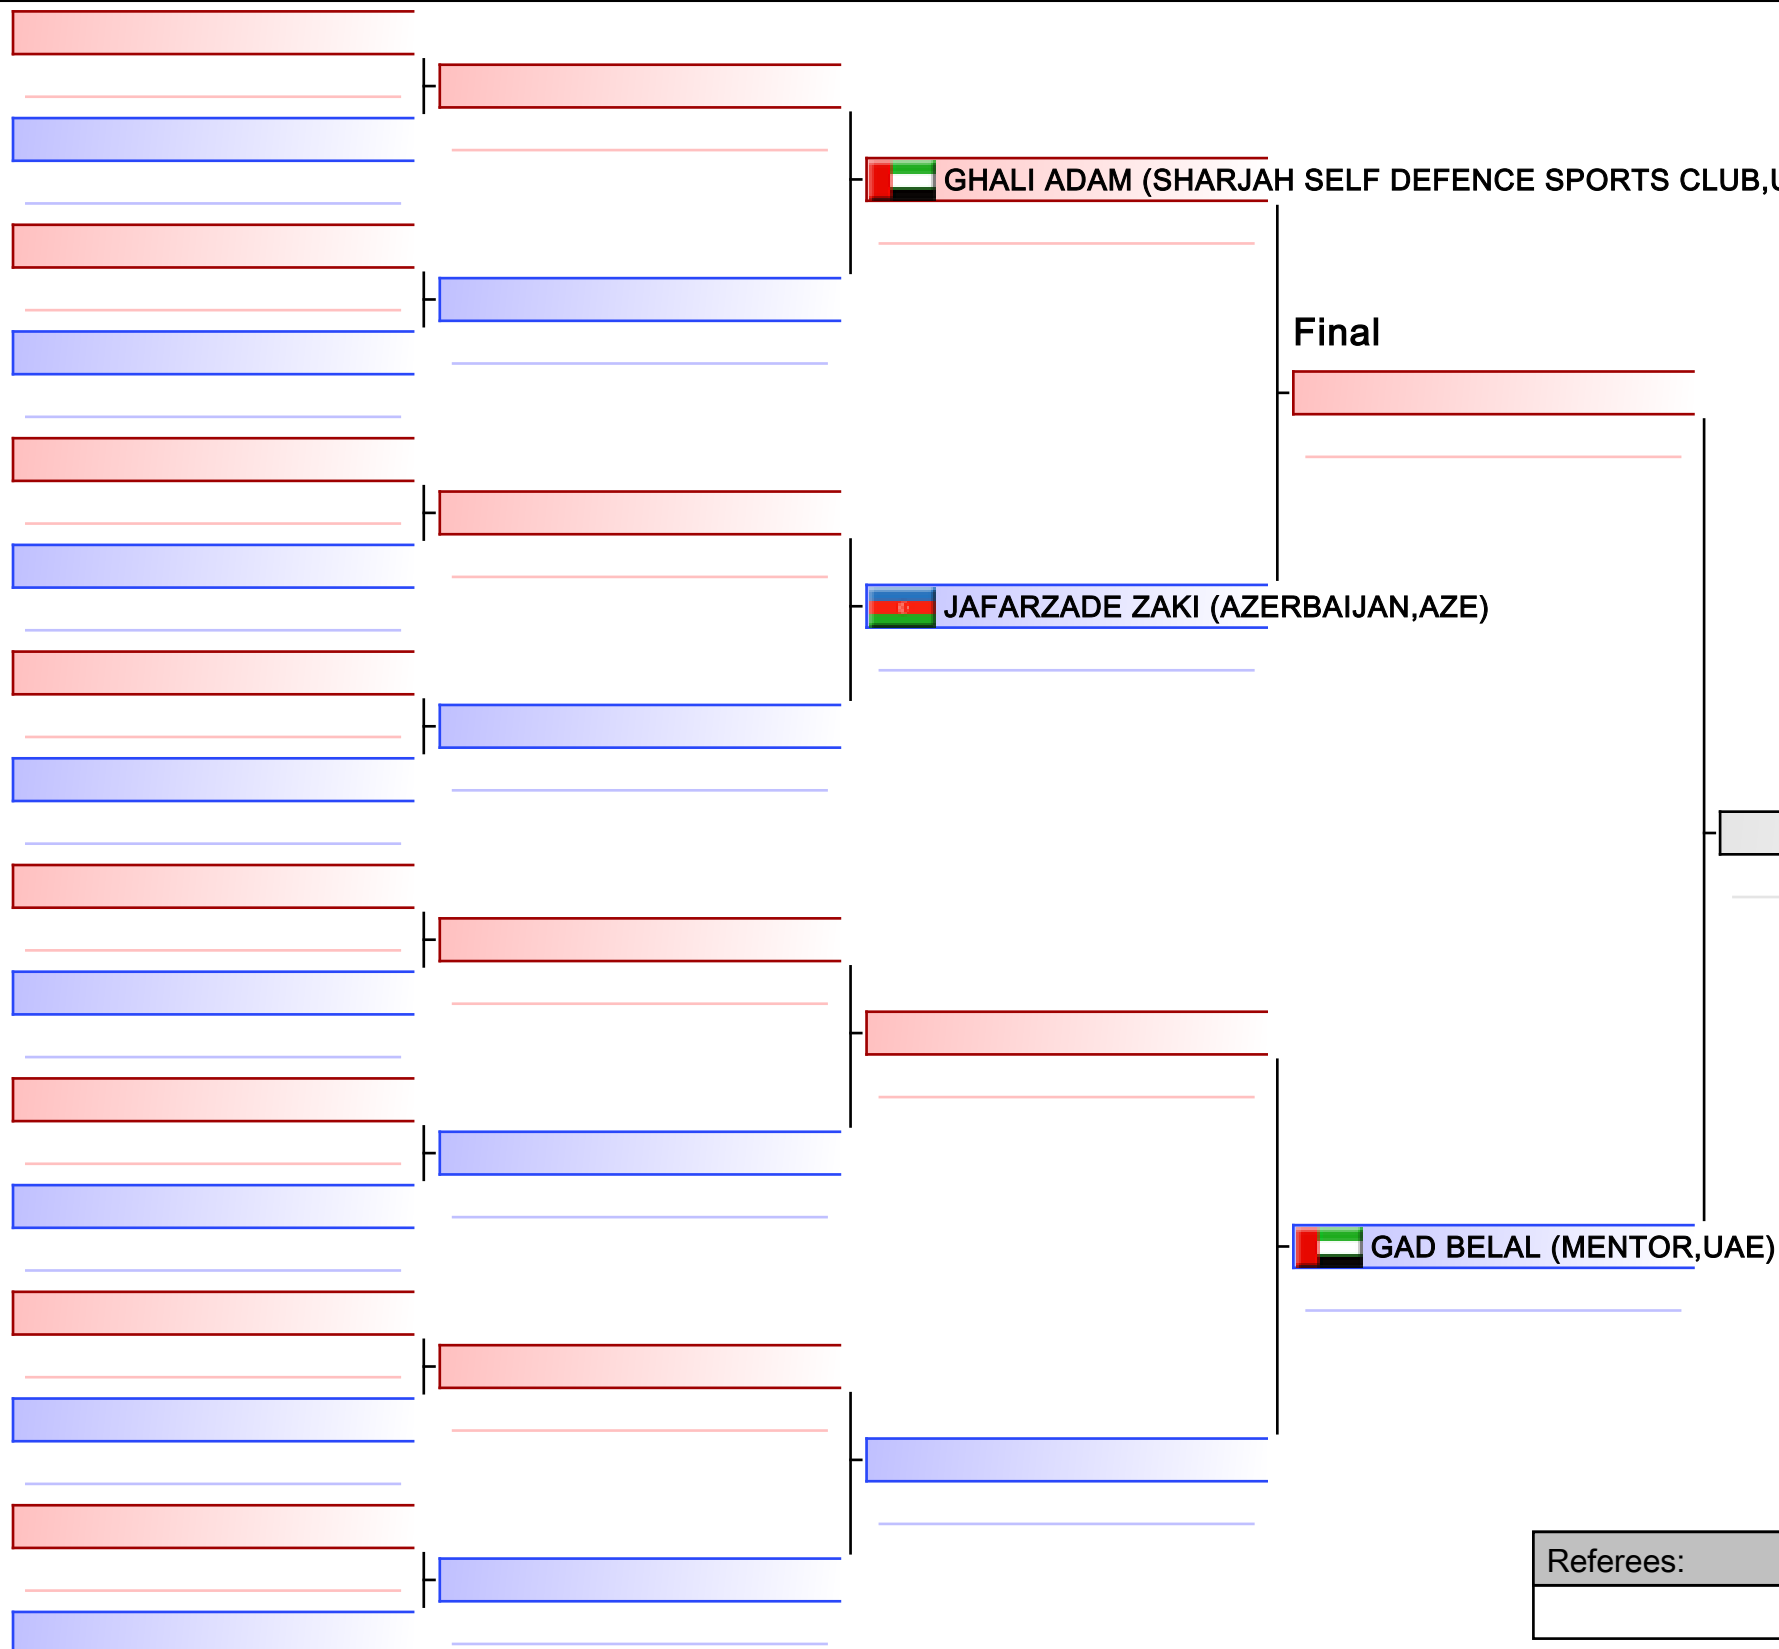 GHALI ADAM (SHARJAH SELF DEFENCE SPORTS CLUB,
Final
JAFARZADE ZAKI (AZERBAIJAN,AZE)
GAD BELAL (MENTOR,UAE)
Referees: